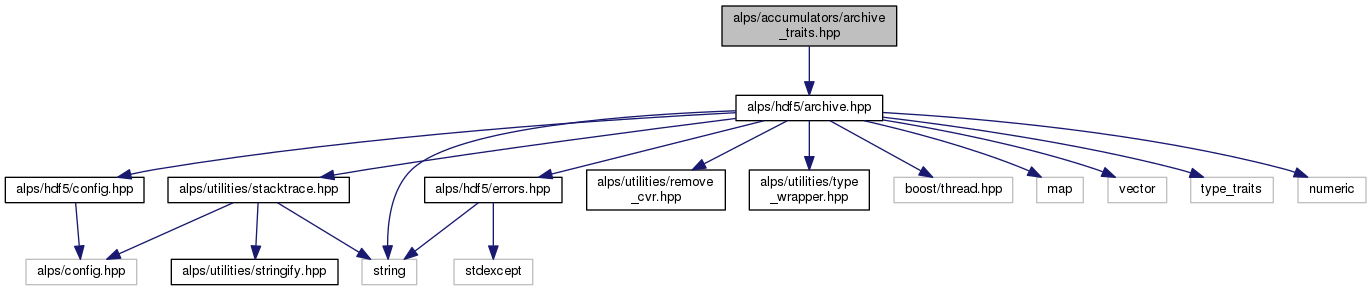 alps/accumulators/archive
_traits.hpp
alps/hdf5/archive.hpp
alps/hdf5/config.hpp
alps/utilities/stacktrace.hpp
alps/hdf5/errors.hpp
alps/utilities/remove
_cvr.hpp
alps/utilities/type
_wrapper.hpp
boost/thread.hpp
map
vector
type_traits
numeric
alps/config.hpp
alps/utilities/stringify.hpp
string
stdexcept